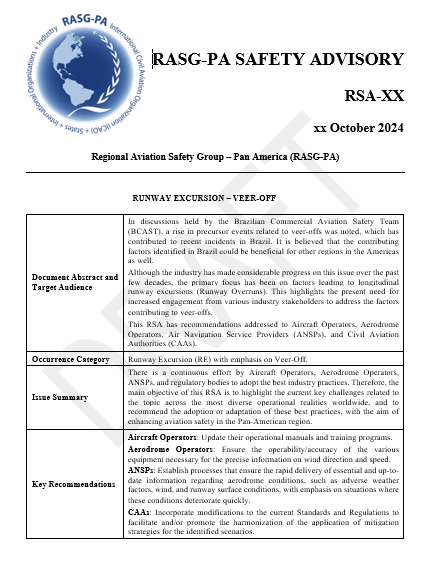 RASG-PA
International Civil Aviation Organization (ICAO) + States + International Organizations + Industry
RASG-PA SAFETY ADVISORY
RSA-XX
xx October 2024
Regional Aviation Safety Group – Pan America (RASG-PA)
RUNWAY EXCURSION – VEER-OFF
Document Abstract and
Target Audience
In discussions held by the Brazilian Commercial Aviation Safety Team
(BCAST), a rise in precursor events related to veer-offs was noted, which
has contributed to recent incidents in Brazil. It is believed that the contributing
factors identified in Brazil could be beneficial for other regions in the Americas
as well.
Although the industry has made considerable progress on this issue over the past
few decades, the primary focus has been on factors leading to longitudinal
runway excursions (Runway Overruns). This highlights the present need for
increased engagement from various industry stakeholders to address the factors
contributing to veer-offs.
This RSA has recommendations addressed to Aircraft Operators, Aerodrome
Operators, Air Navigation Service Providers (ANSPs), and Civil Aviation
Authorities (CAAs).
Occurrence Category
Runway Excursion (RE) with emphasis on Veer-Off.
Issue Summary
There is a continuous effort by Aircraft Operators, Aerodrome Operators,
ANSPs, and regulatory bodies to adopt the best industry practices. Therefore, the
main objective of this RSA is to highlight the current key challenges related to
the topic across the most diverse operational realities worldwide, and to
recommend the adoption or adaptation of these best practices, with the aim of
enhancing aviation safety in the Pan-American region.
Key Recommendations
Aircraft Operators: Update their operational manuals and training programs.
Aerodrome Operators: Ensure the operability/accuracy of the various
equipment necessary for the precise information on wind direction and speed.
ANSPs: Establish processes that ensure the rapid delivery of essential and up-to-
date information regarding aerodrome conditions, such as adverse weather
factors, wind, and runway surface conditions, with emphasis on situations where
these conditions deteriorate quickly.
CAAs: Incorporate modifications to the current Standards and Regulations to
facilitate and/or promote the harmonization of the application of mitigation
strategies for the identified scenarios.
DRAFT